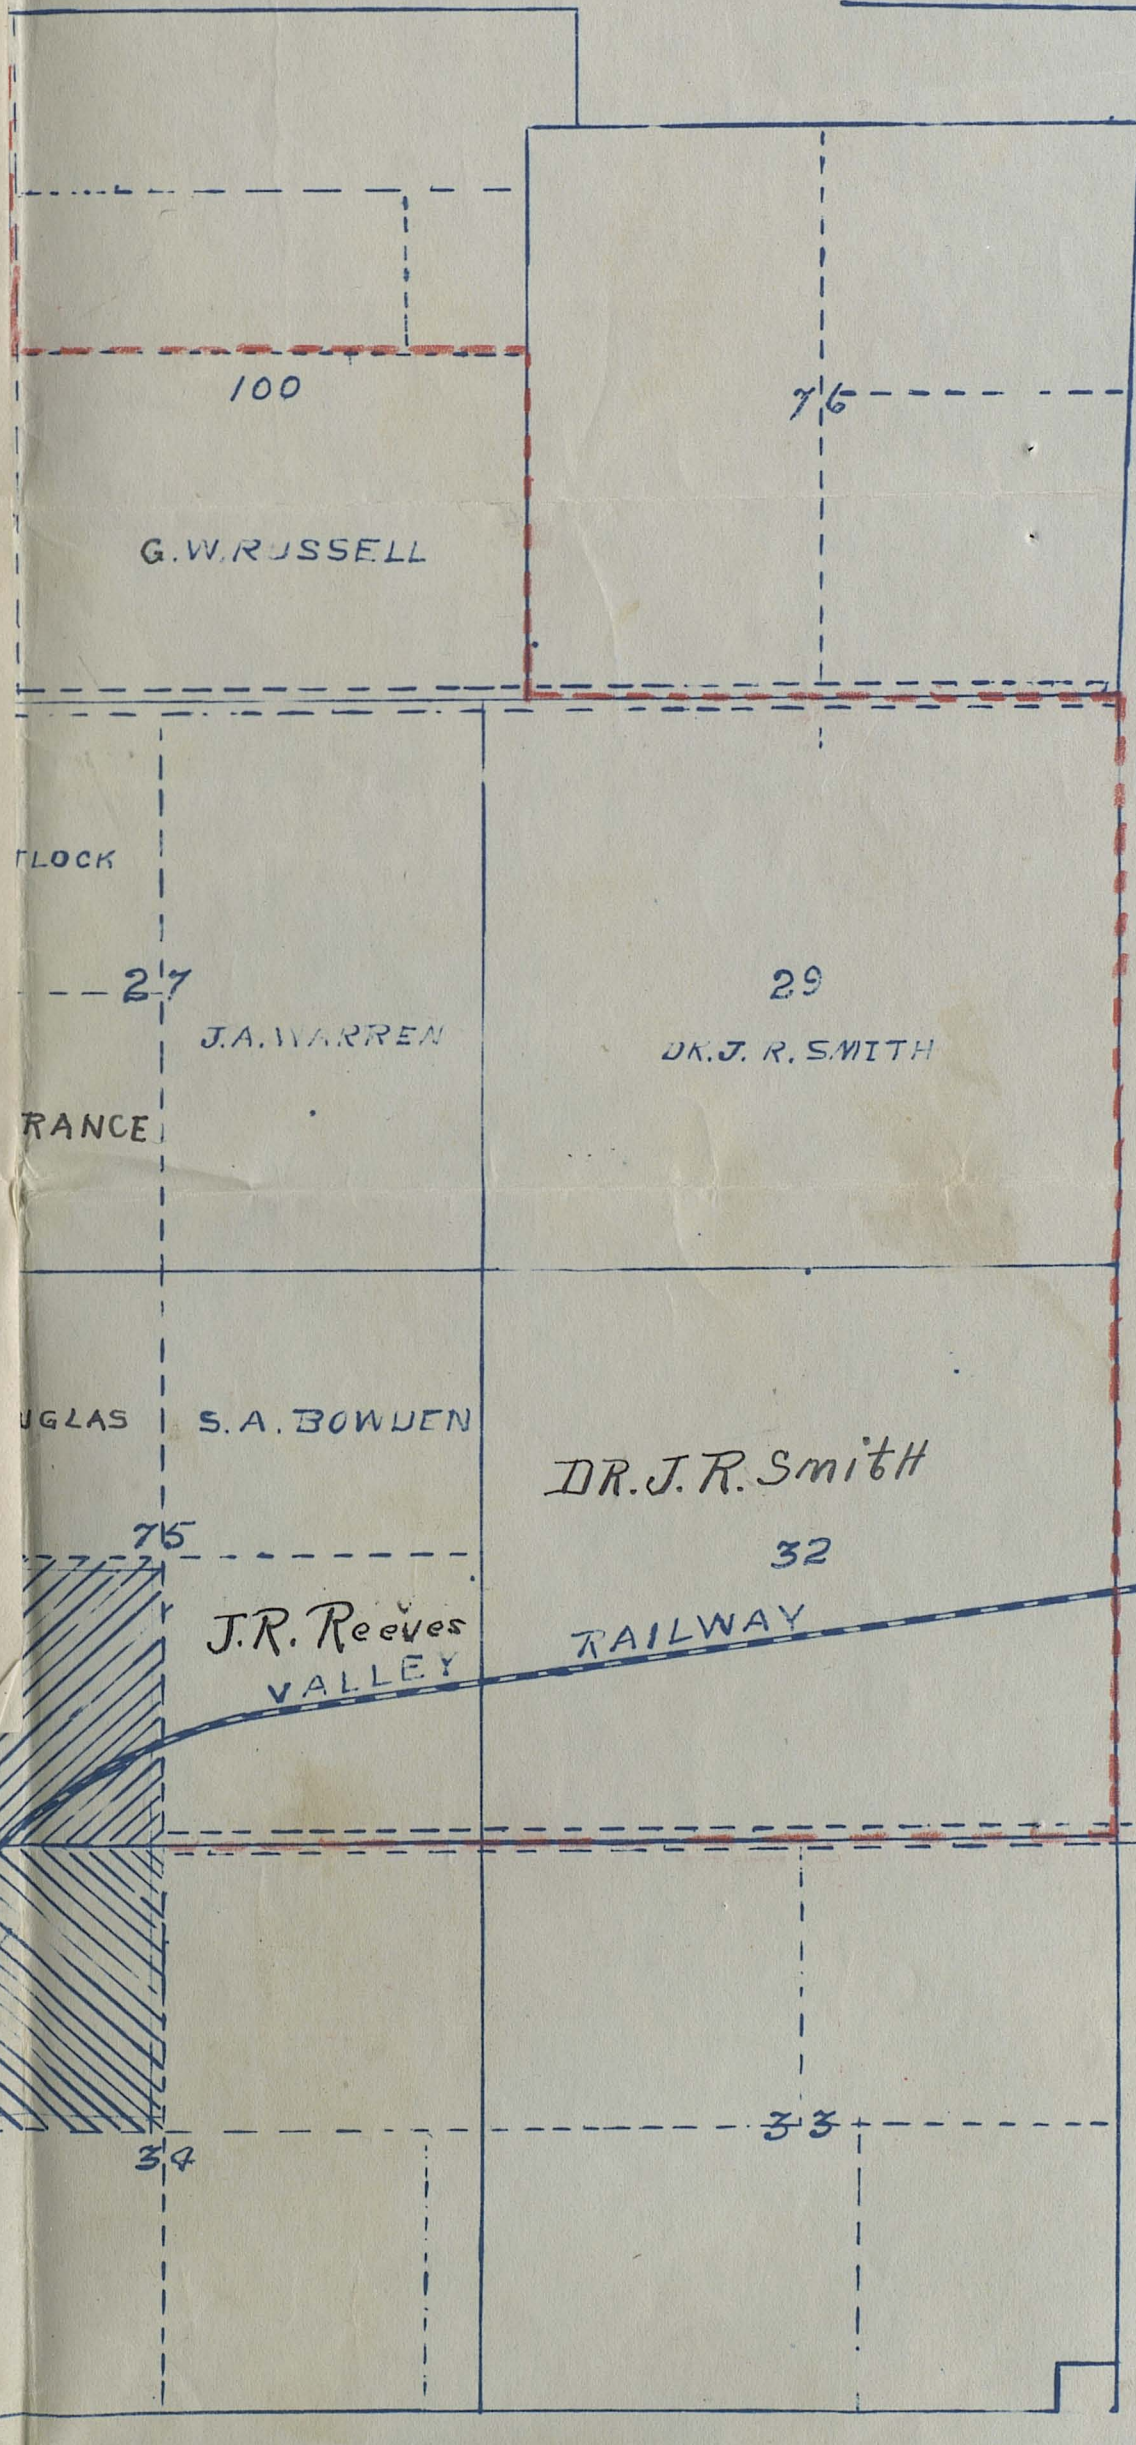 100
76
G.W.RUSSELL
TLOCK
27
29
J.A.WARREN
DR.J.R.SMITH
RANCE
UGLAS
S.A.BOWDEN
DR.J.R.SmitH
75
32
J.R. Reeves
VALLEY RAILWAY
33
34